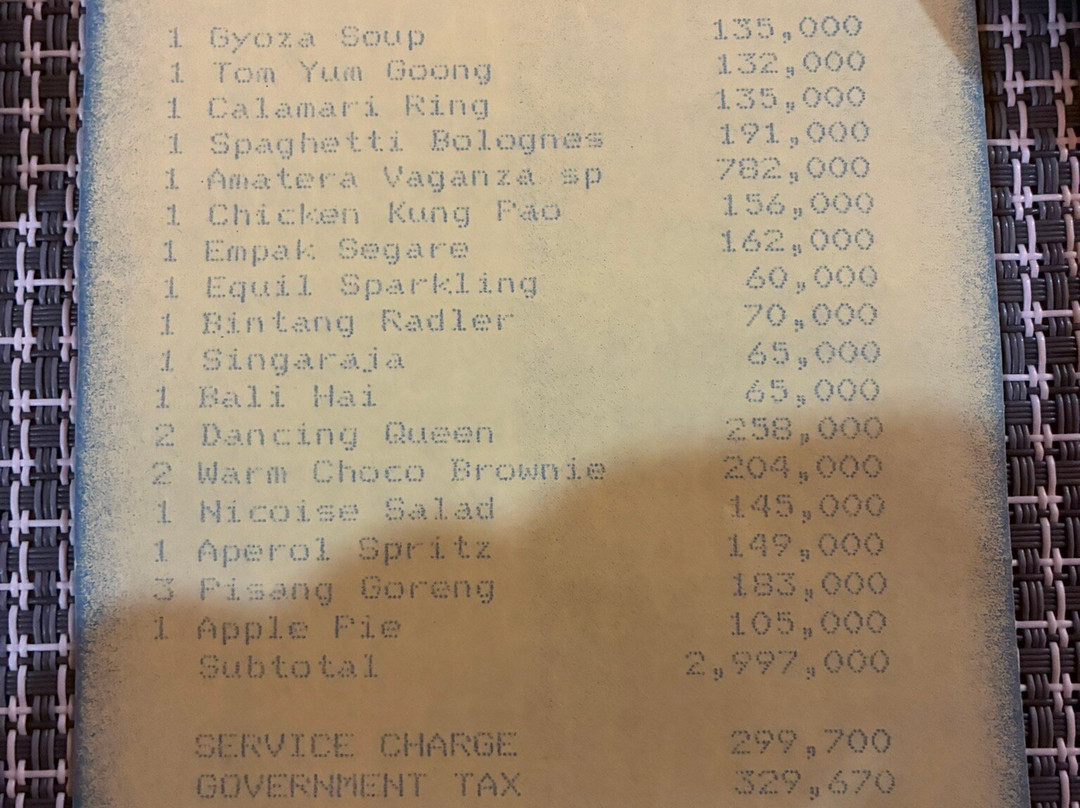 1 Gyoza Soup 135,000
1 Tom Yum Goong 132,000
1 Calamari Ring 135,000
1 Spaghetti Bolognes 191,000
1 Amatera Vaganza sp 782,000
1 Chicken Kung Pao 156,000
1 Empak Segare 162,000
1 Equil Sparkling 60,000
1 Bintang Radler 70,000
1 Singaraja 65,000
1 Bali Hai 65,000
2 Dancing Queen 258,000
2 Warm Choco Brownie 204,000
1 Nicoise Salad 145,000
1 Aperol Spritz 149,000
3 Pisang Goreng 183,000
1 Apple Pie 105,000
Subtotal 2,997,000
SERVICE CHARGE 299,700
GOVERNMENT TAX 329,670